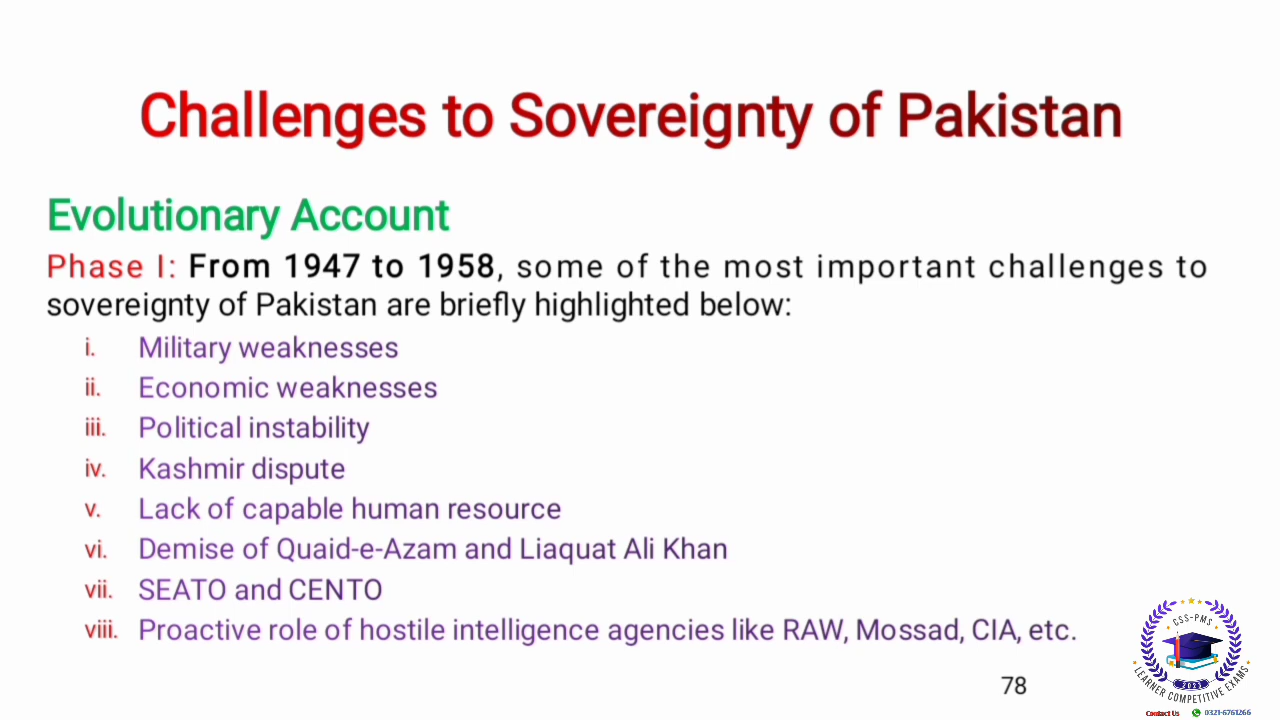 Challenges to Sovereignty of Pakistan
Evolutionary Account
Phase I: From 1947 to 1958, some of the most important challenges to
sovereignty of Pakistan are briefly highlighted below:
i. Military weaknesses
ii. Economic weaknesses
iii. Political instability
iv. Kashmir dispute
v. Lack of capable human resource
vi. Demise of Quaid-e-Azam and Liaquat Ali Khan
vii. SEATO and CENTO
viii. Proactive role of hostile intelligence agencies like RAW, Mossad, CIA, etc.
78
CSS-PMS
2021
LEARNER COMPETITIVE EXAMS
Contact Us 0321-6761266